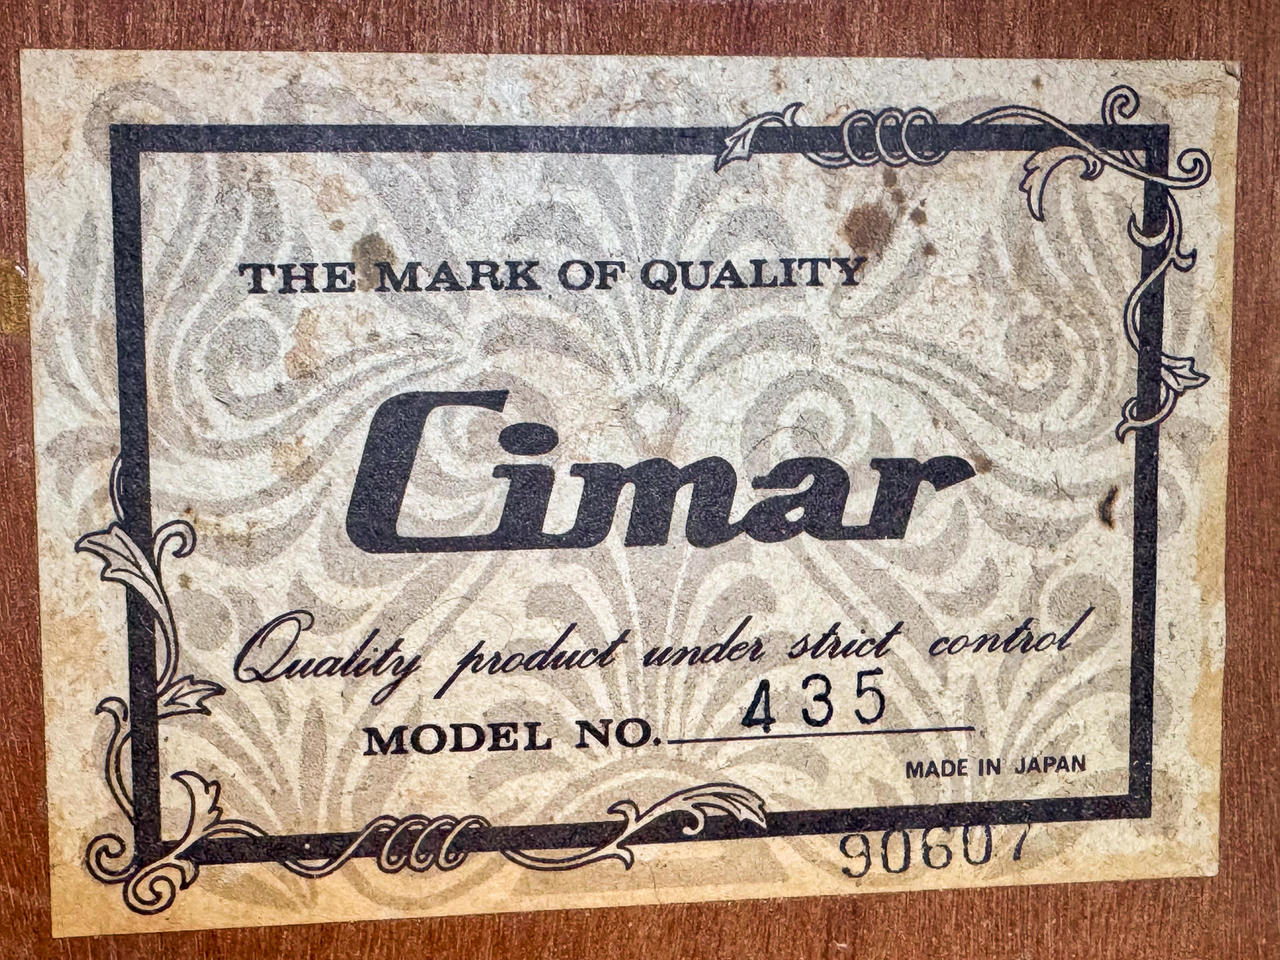 THE MARK OF QUALITY
Cimar
Quality product under strict control
MODEL NO. 435
MADE IN JAPAN
90607